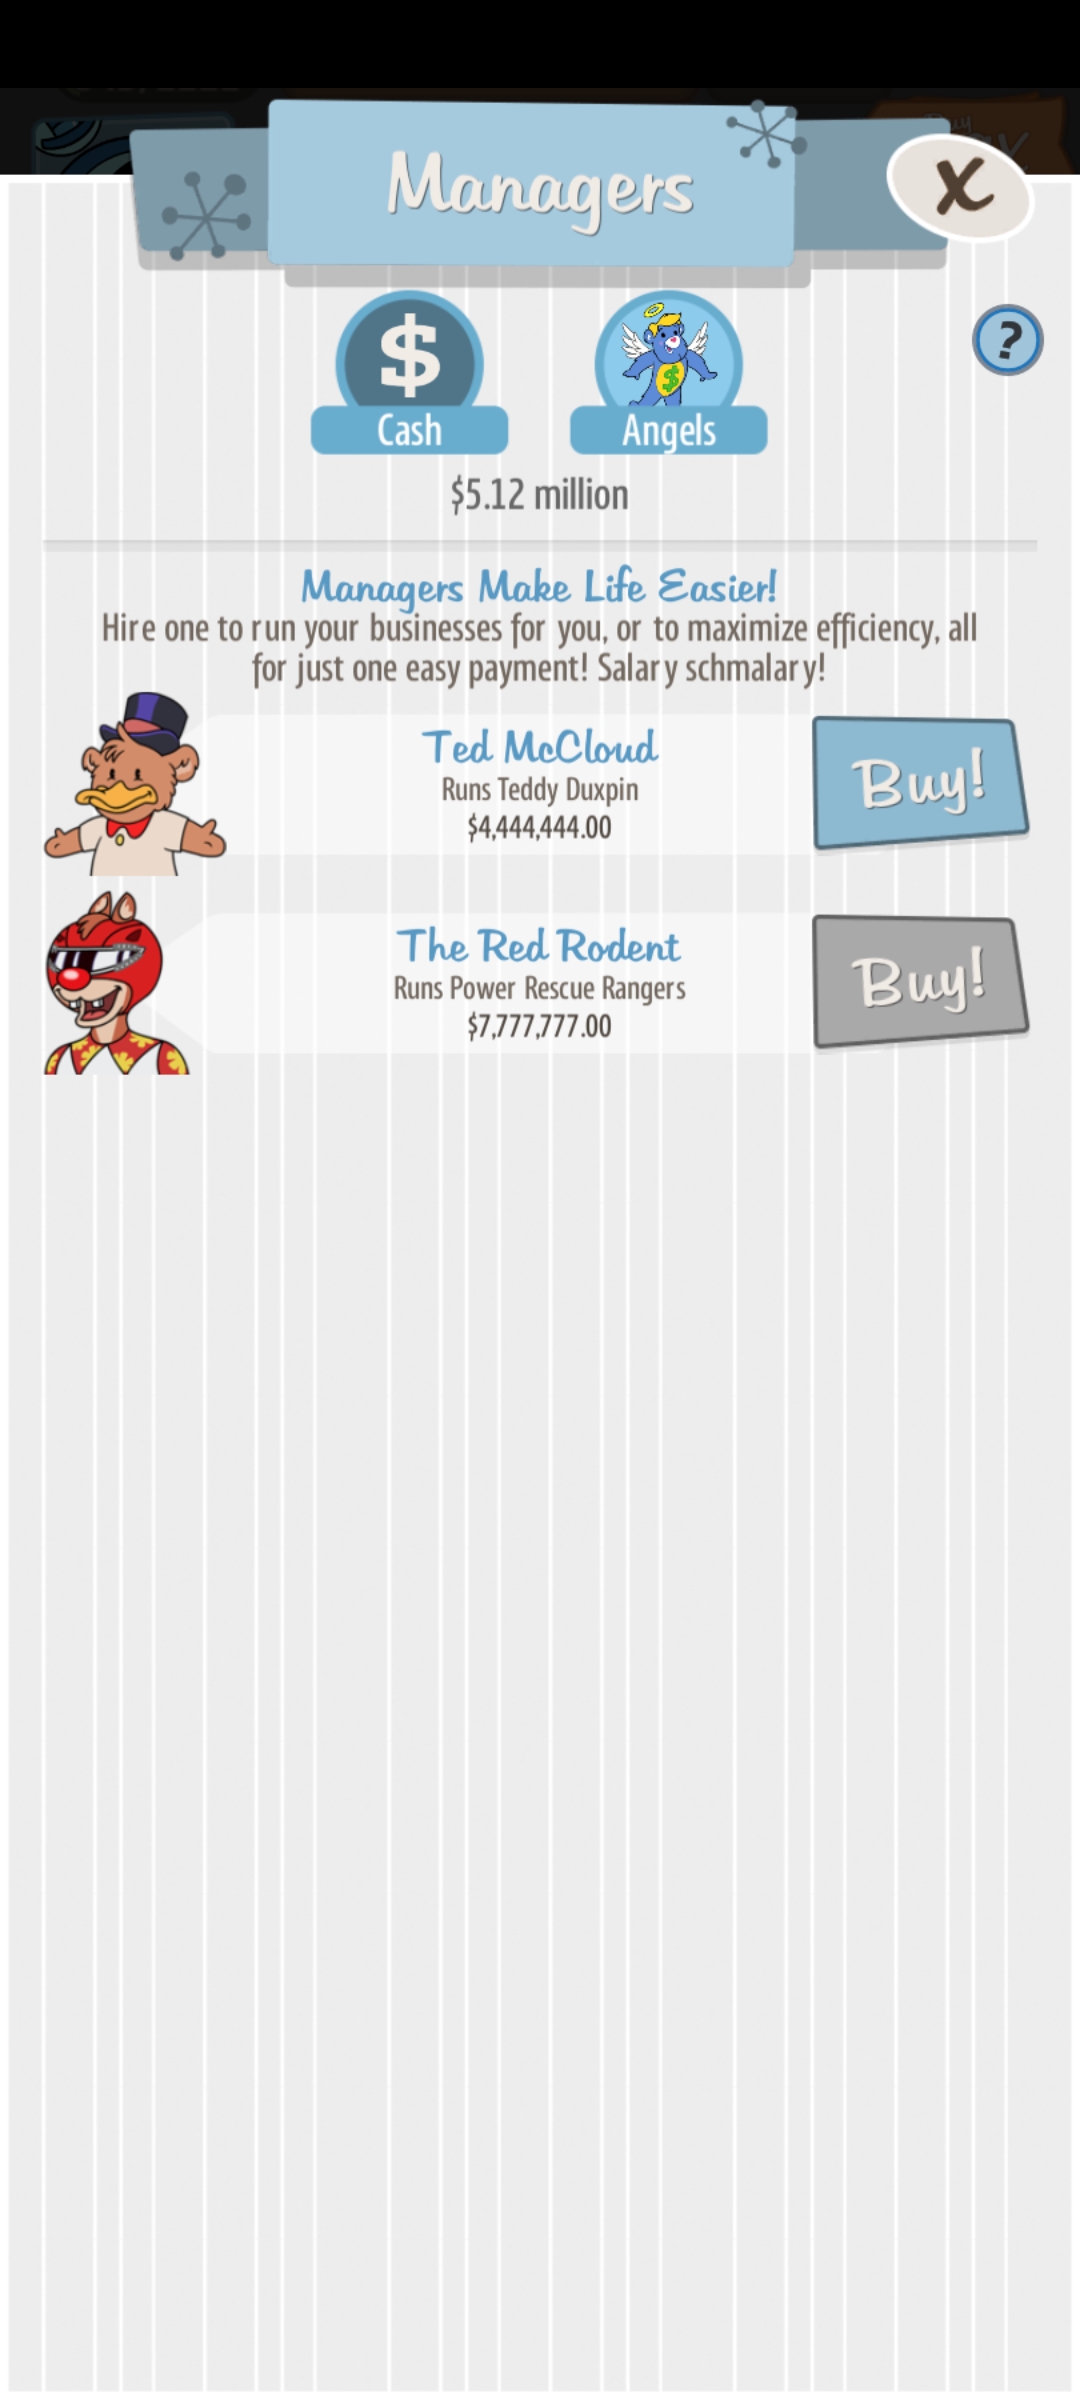 Managers
X
$
?
Cash
Angels
$5.12 million
Managers Make Life Easier!
Hire one to run your businesses for you, or to maximize efficiency, all
for just one easy payment! Salary schmalary!
Ted McCloud
Runs Teddy Duxpin
$4,444,444.00
Buy!
The Red Rodent
Runs Power Rescue Rangers
$7,777,777.00
Buy!